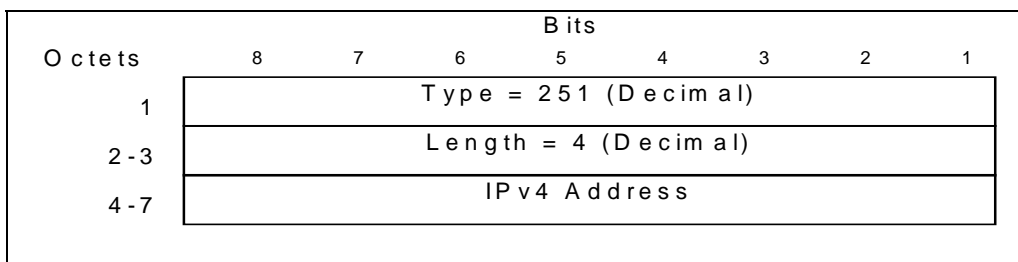 Bits
Octets 8 7 6 5 4 3 2 1
1 Type = 251 (Decimal)
2-3 Length = 4 (Decimal)
4-7 IPv4 Address